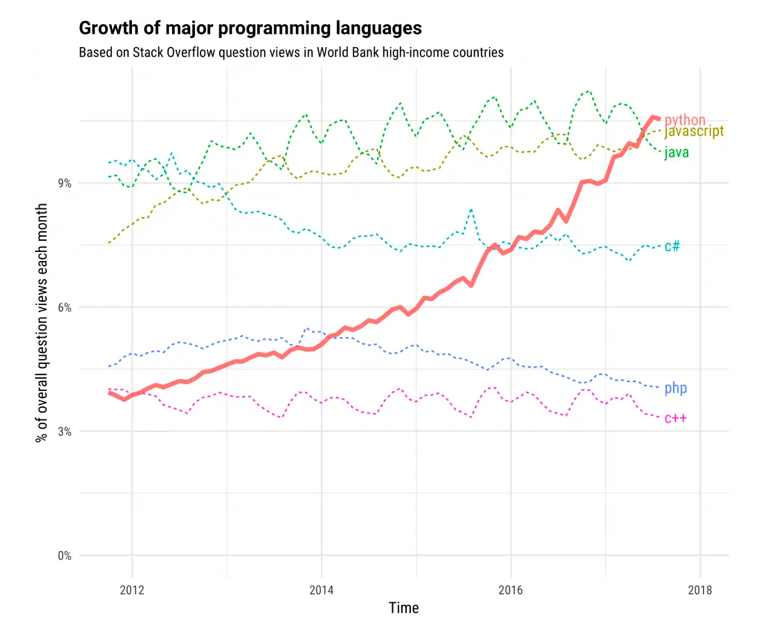 Growth of major programming languages
Based on Stack Overflow question views in World Bank high-income countries
% of overall question views each month
9%
6%
3%
0%
python
javascript
java
c#
php
c++
2012
2014
2016
2018
Time